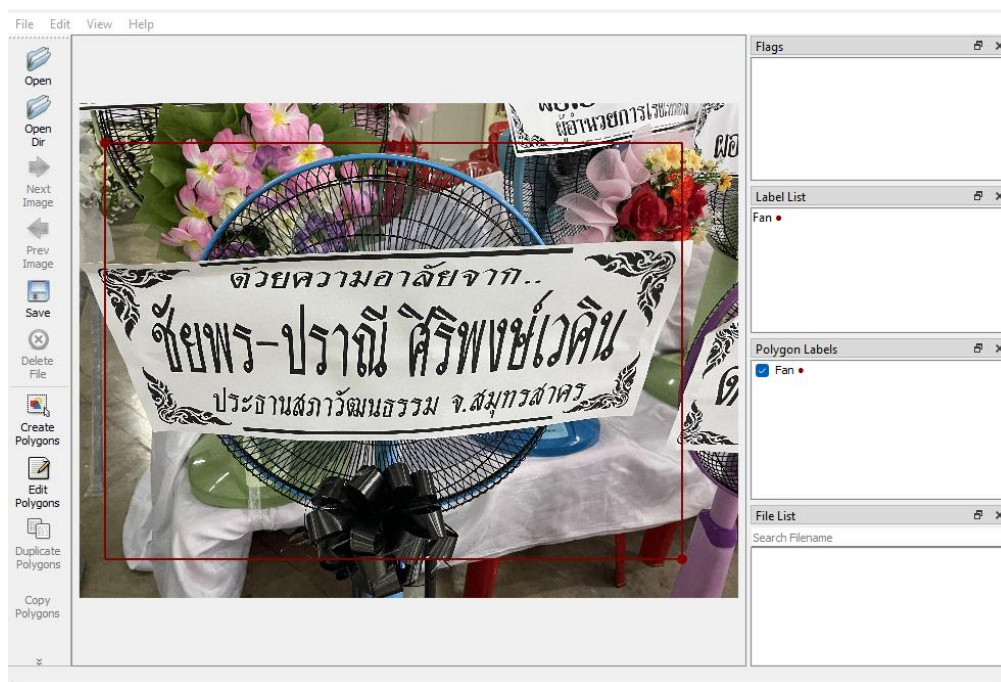 File Edit View Help
Open
Open
Dir
Next
Image
Prev
Image
Save
Delete
File
Create
Polygons
Edit
Polygons
Duplicate
Polygons
Copy
Polygons
ผู้อำนวยการโรงพยาบาล
ด้วยความอาลัยจาก..
ชัยพร-ปราณี ศิริพงษ์เวคิน
ประธานสภาวัฒนธรรม จ.สมุทรสาคร
Flags
Label List
Fan
Polygon Labels
Fan
File List
Search Filename